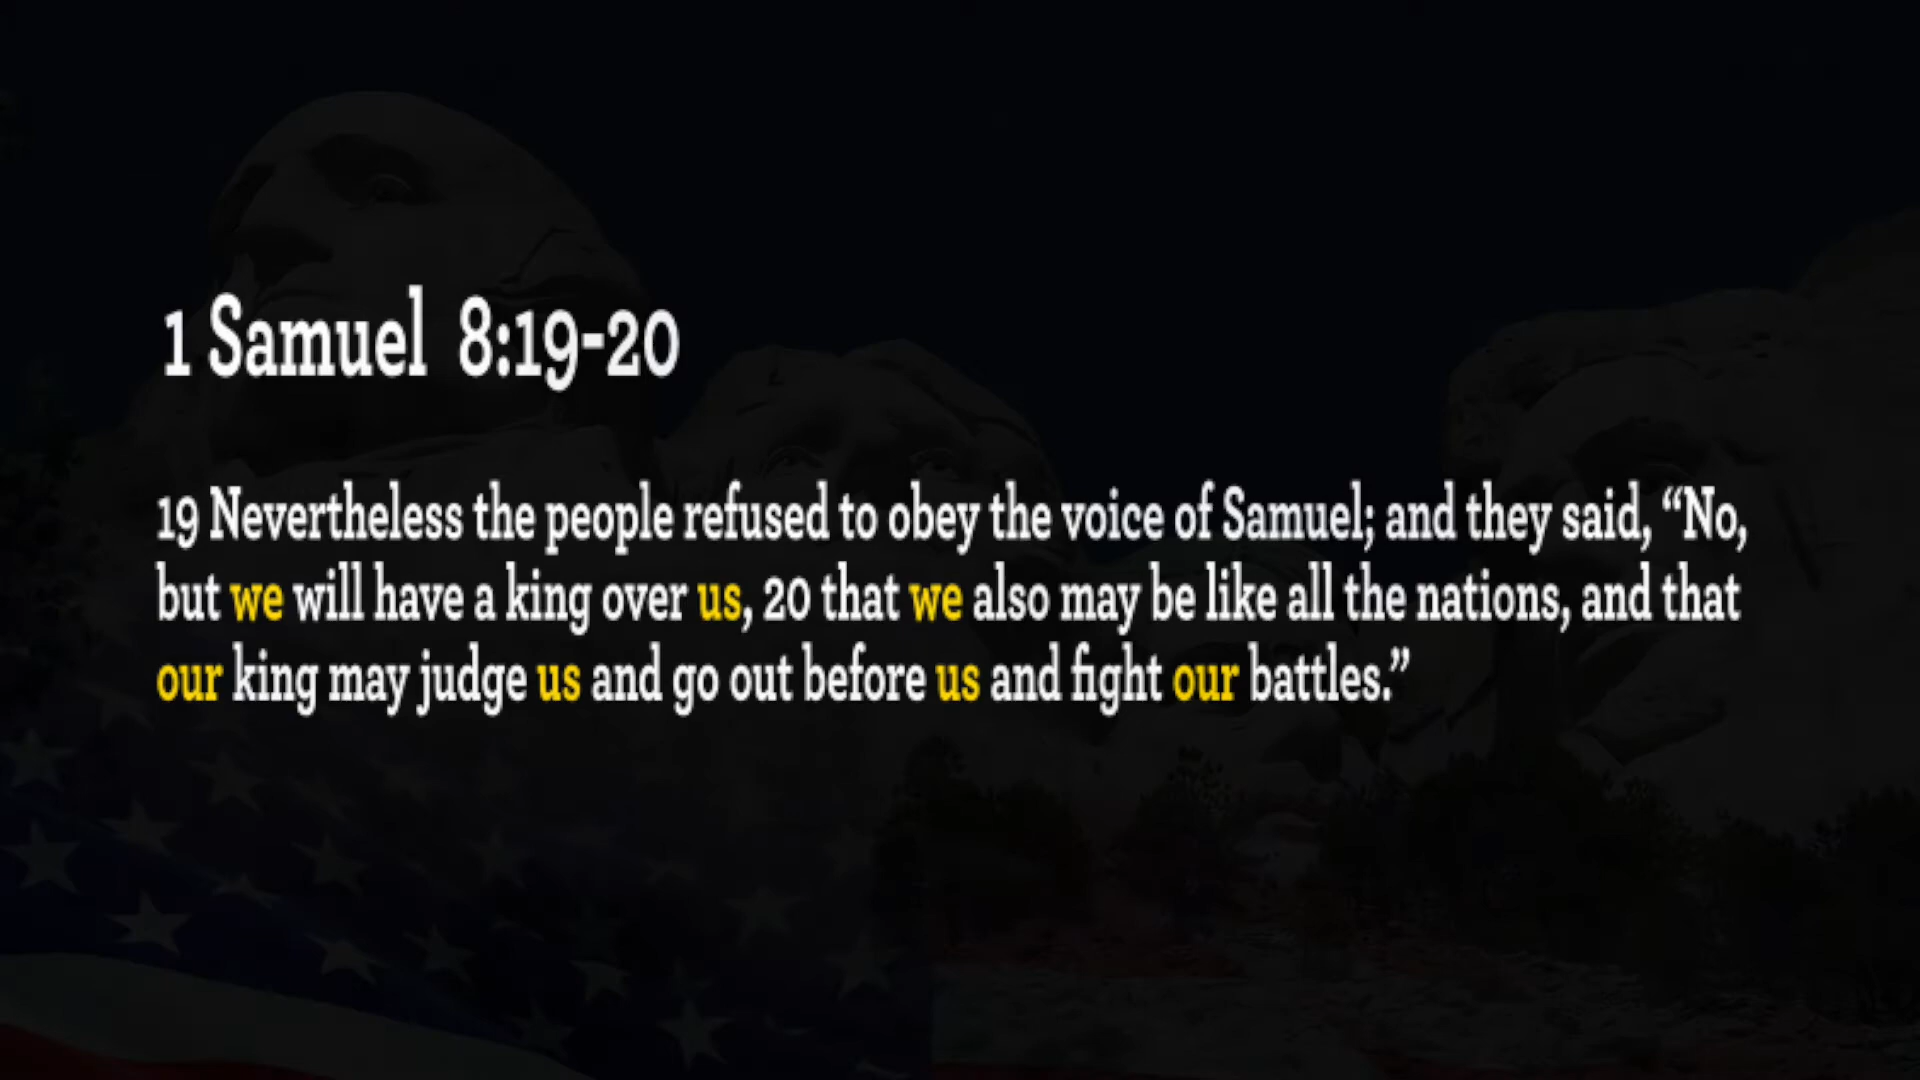 1 Samuel 8:19-20
19 Nevertheless the people refused to obey the voice of Samuel; and they said, “No,
but we will have a king over us, 20 that we also may be like all the nations, and that
our king may judge us and go out before us and fight our battles.”